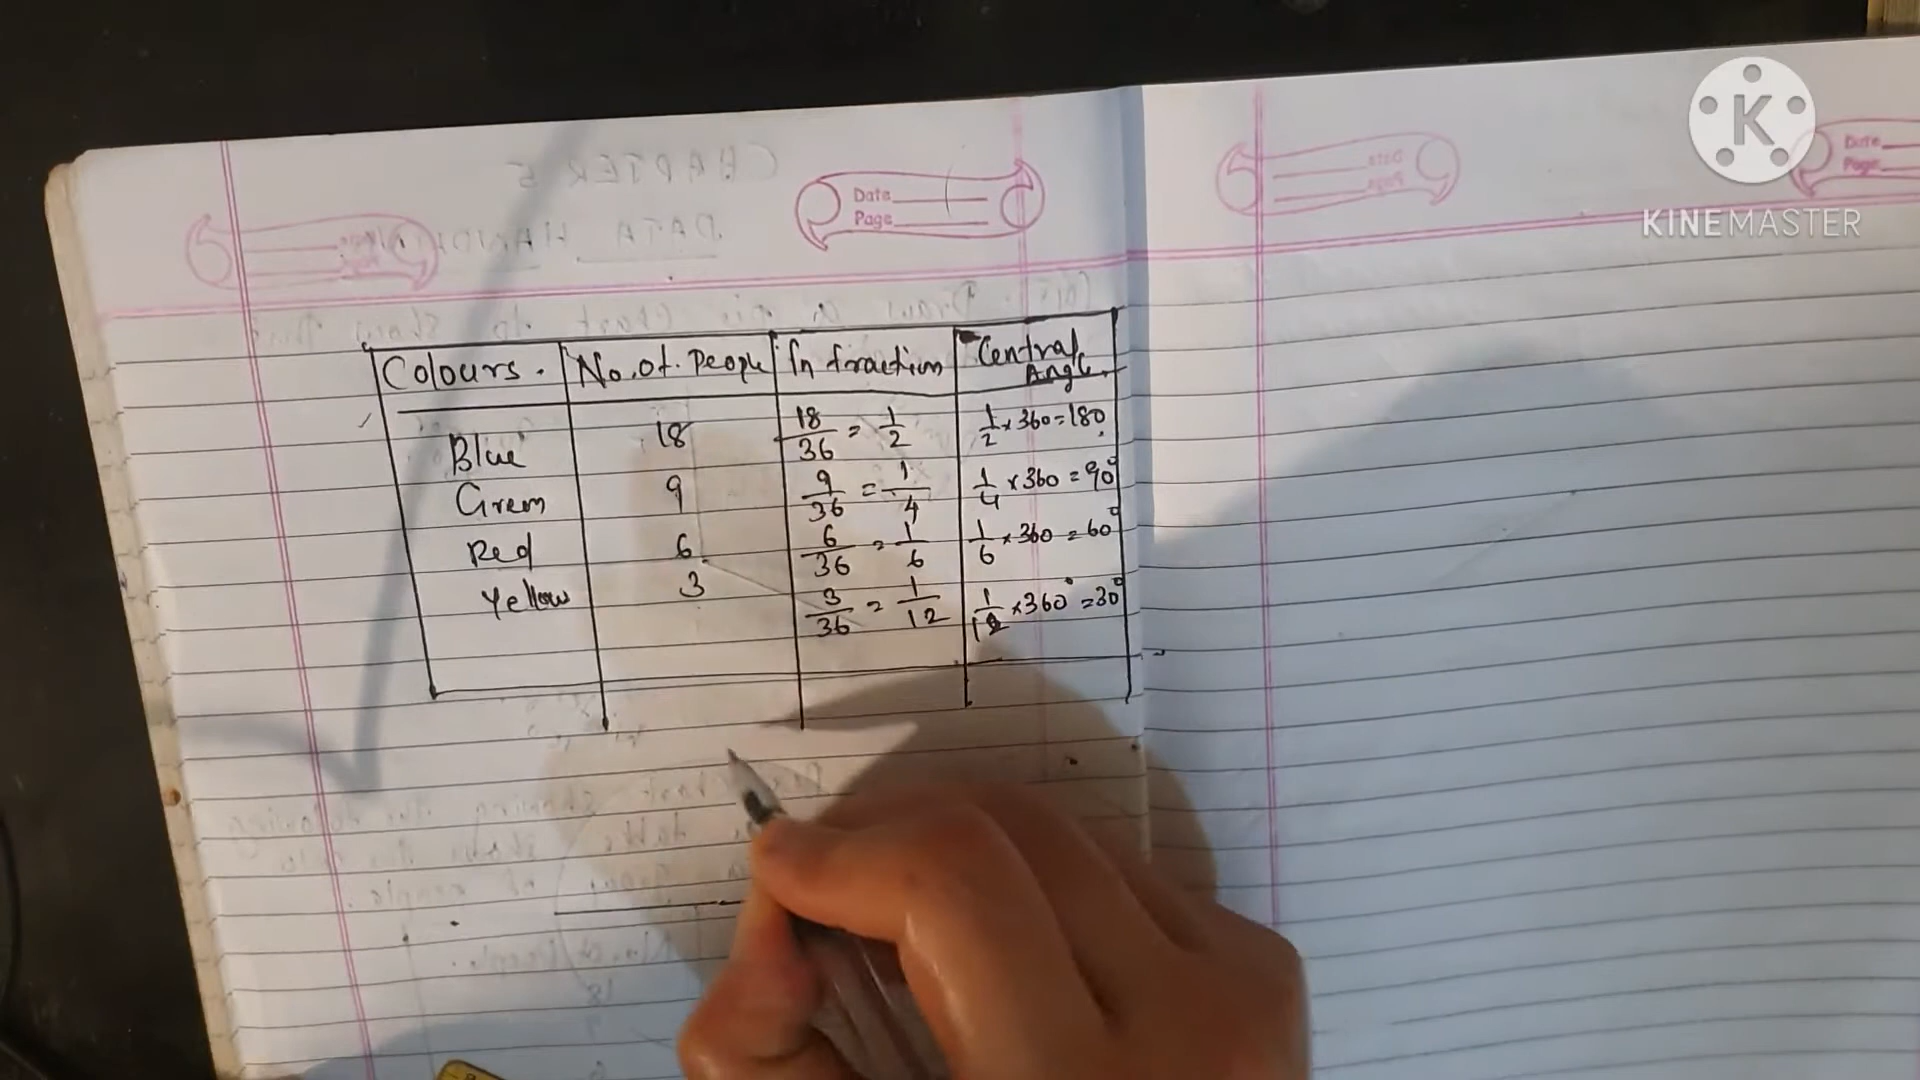 K
KINEMASTER
Date
Page
Date
Page
Colours. No. of. People In fraction Central Angle.
Blue 18 18/36 = 1/2 1/2 × 360 = 180
Green 9 9/36 = 1/4 1/4 × 360 = 90°
Red 6 6/36 = 1/6 1/6 × 360 = 60°
Yellow 3 3/36 = 1/12 1/12 × 360° = 30°